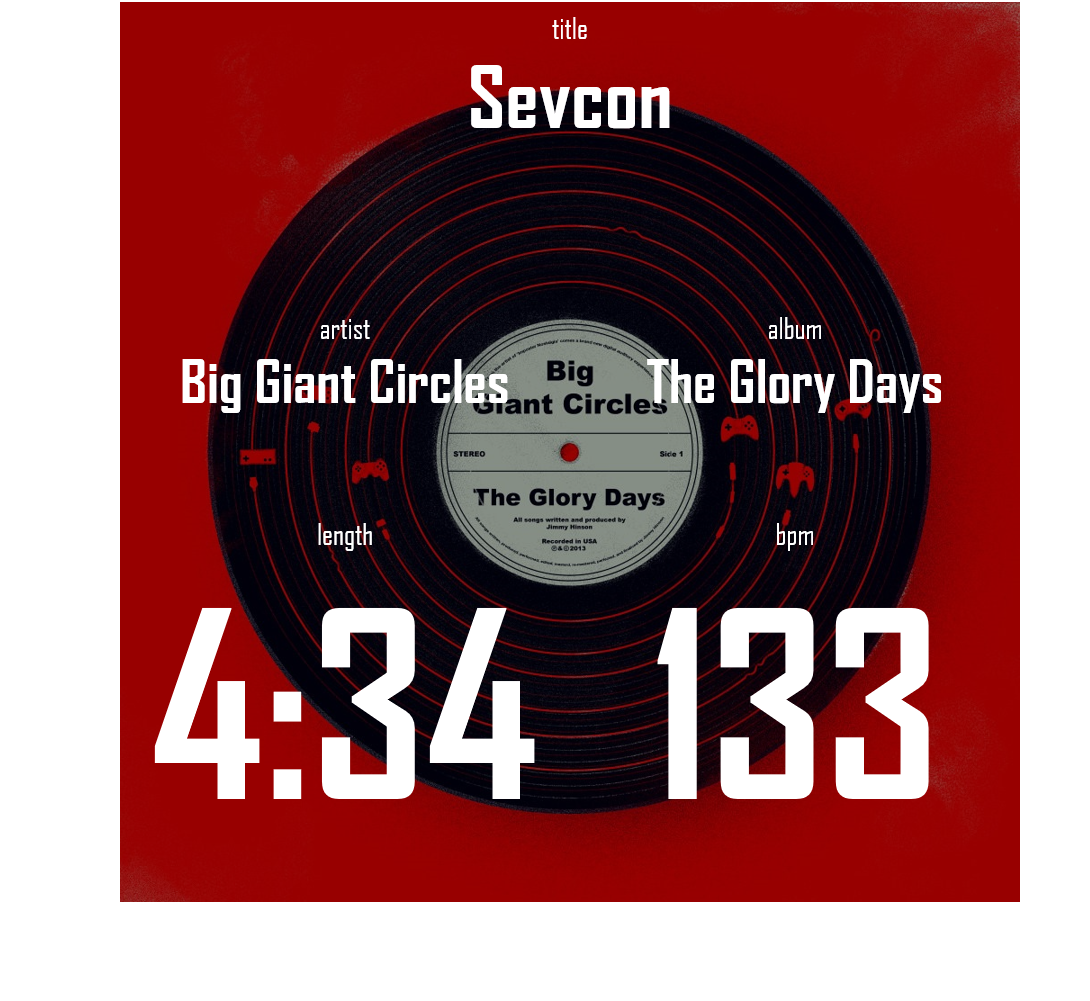 title
Sevcon
artist
Big Giant Circles
album
The Glory Days
Big
Giant Circles
STEREO
Side 1
The Glory Days
All songs written and produced by
Jimmy Hinson
Recorded in USA
℗&©2013
length
4:34
bpm
133